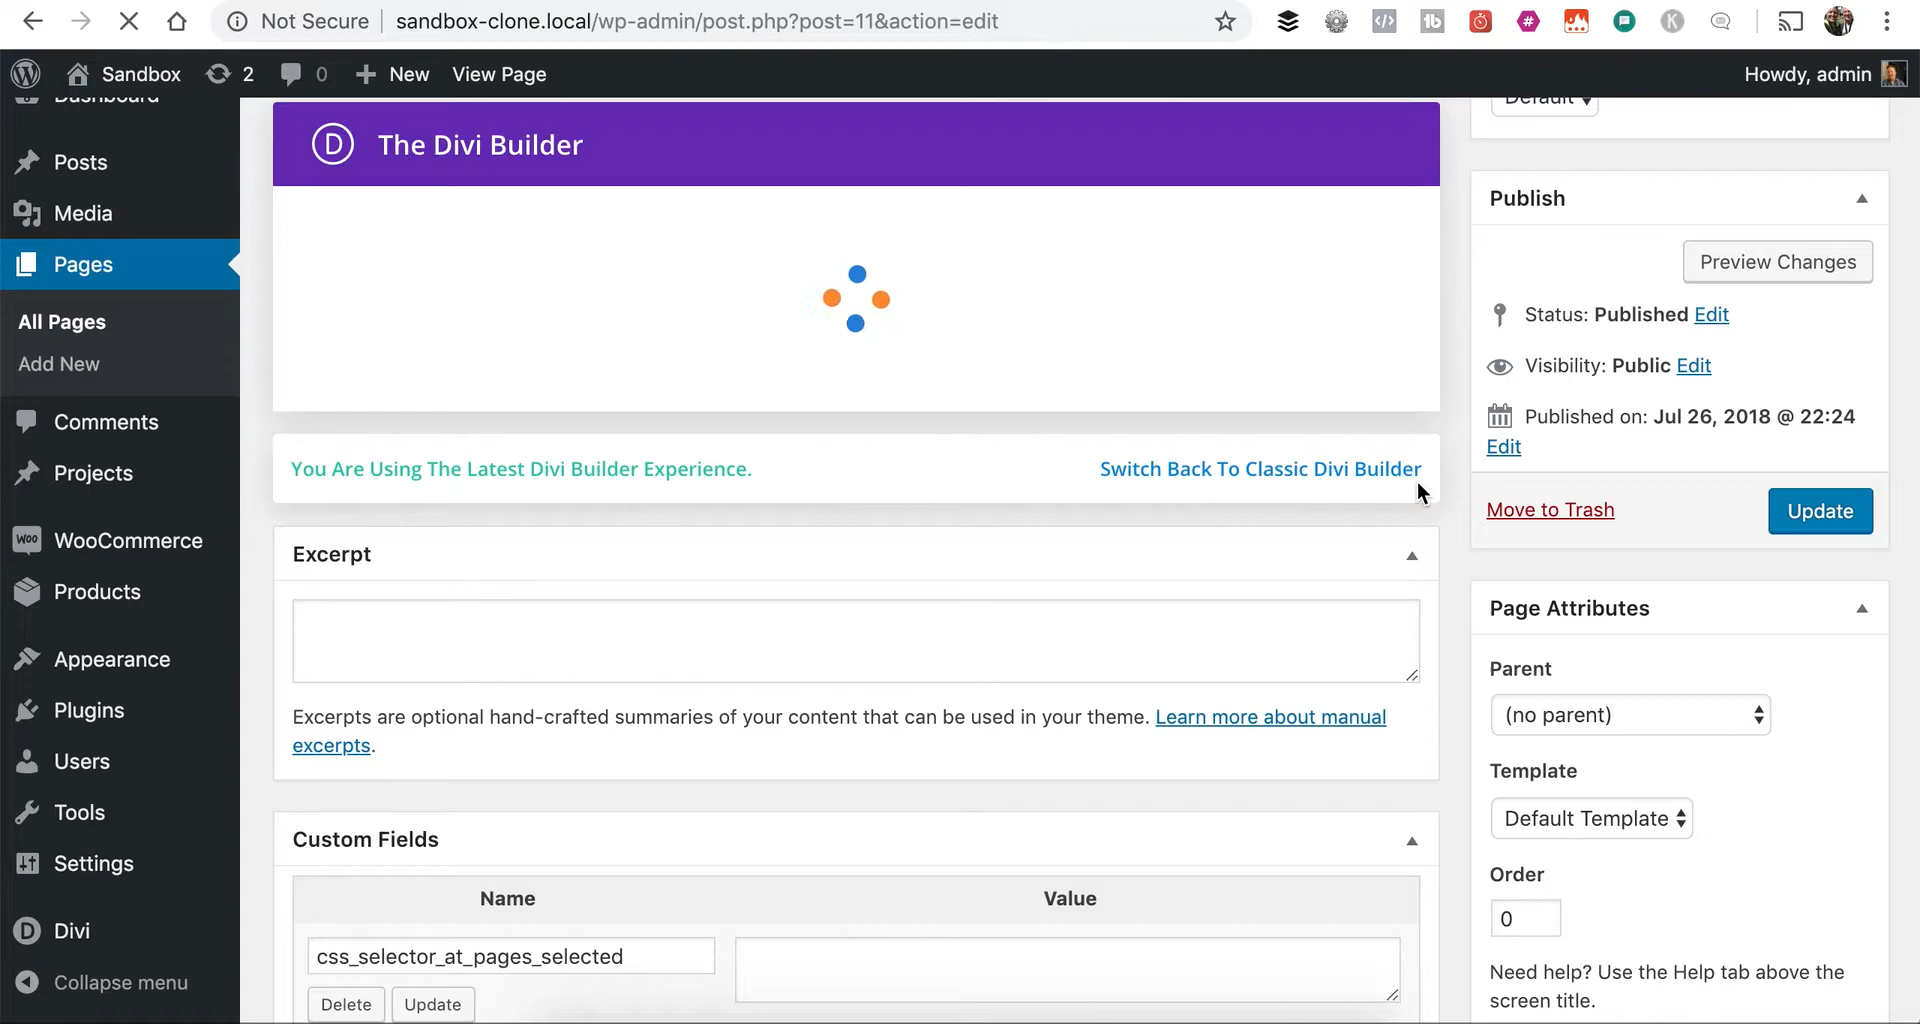 Not Secure
sandbox-clone.local/wp-admin/post.php?post=11&action=edit
Sandbox
2
0
New
View Page
Howdy, admin
Dashboard
Posts
Media
Pages
All Pages
Add New
Comments
Projects
WooCommerce
Products
Appearance
Plugins
Users
Tools
Settings
Divi
Collapse menu
D
The Divi Builder
You Are Using The Latest Divi Builder Experience.
Switch Back To Classic Divi Builder
Excerpt
Excerpts are optional hand-crafted summaries of your content that can be used in your theme. Learn more about manual
excerpts.
Custom Fields
Name
Value
css_selector_at_pages_selected
Delete
Update
Default
Publish
Preview Changes
Status: Published Edit
Visibility: Public Edit
Published on: Jul 26, 2018 @ 22:24
Edit
Move to Trash
Update
Page Attributes
Parent
(no parent)
Template
Default Template
Order
0
Need help? Use the Help tab above the
screen title.